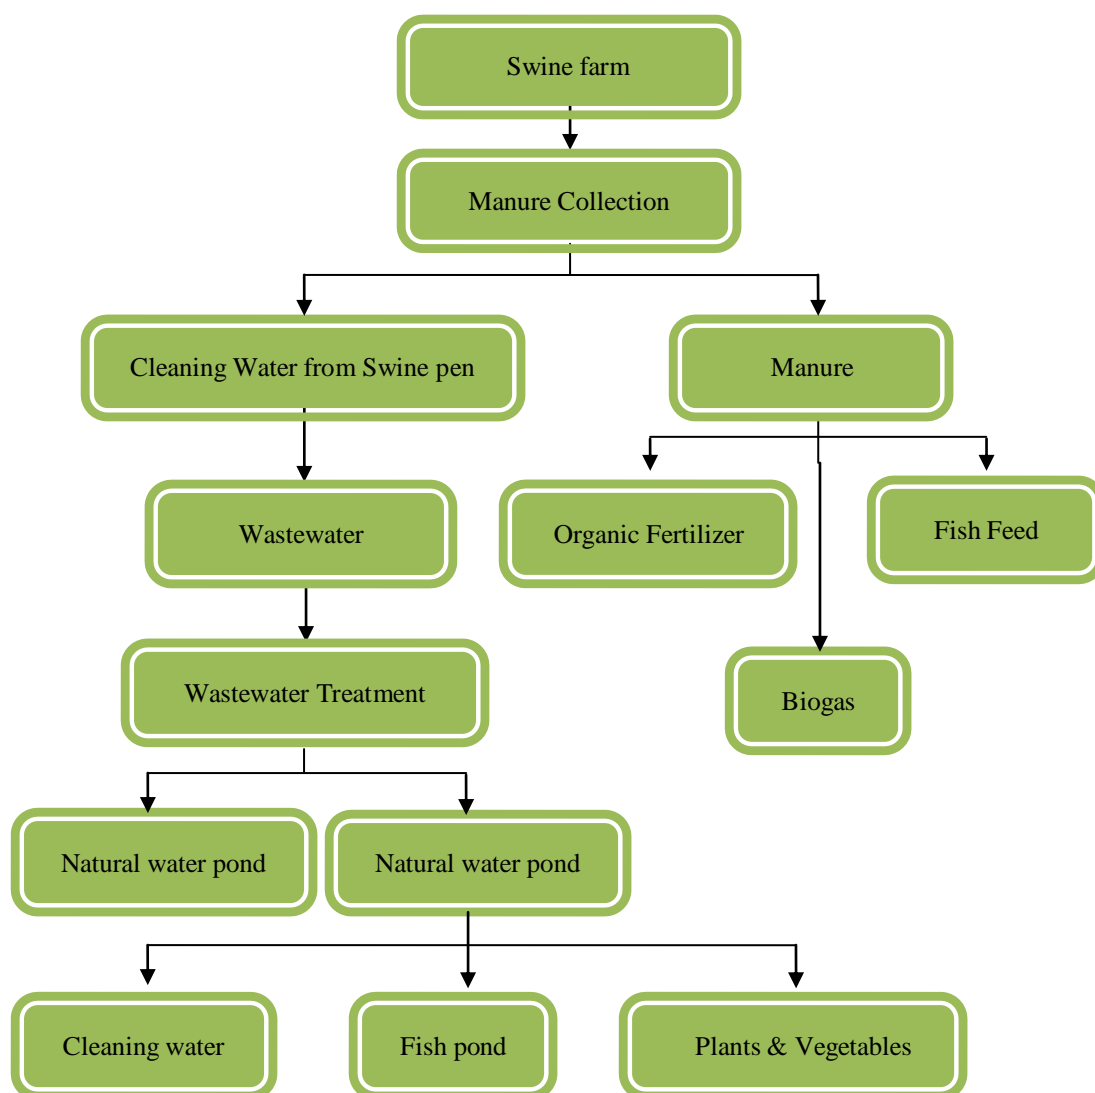 Swine farm
Manure Collection
Cleaning Water from Swine pen
Manure
Wastewater
Organic Fertilizer
Fish Feed
Wastewater Treatment
Biogas
Natural water pond
Natural water pond
Cleaning water
Fish pond
Plants & Vegetables